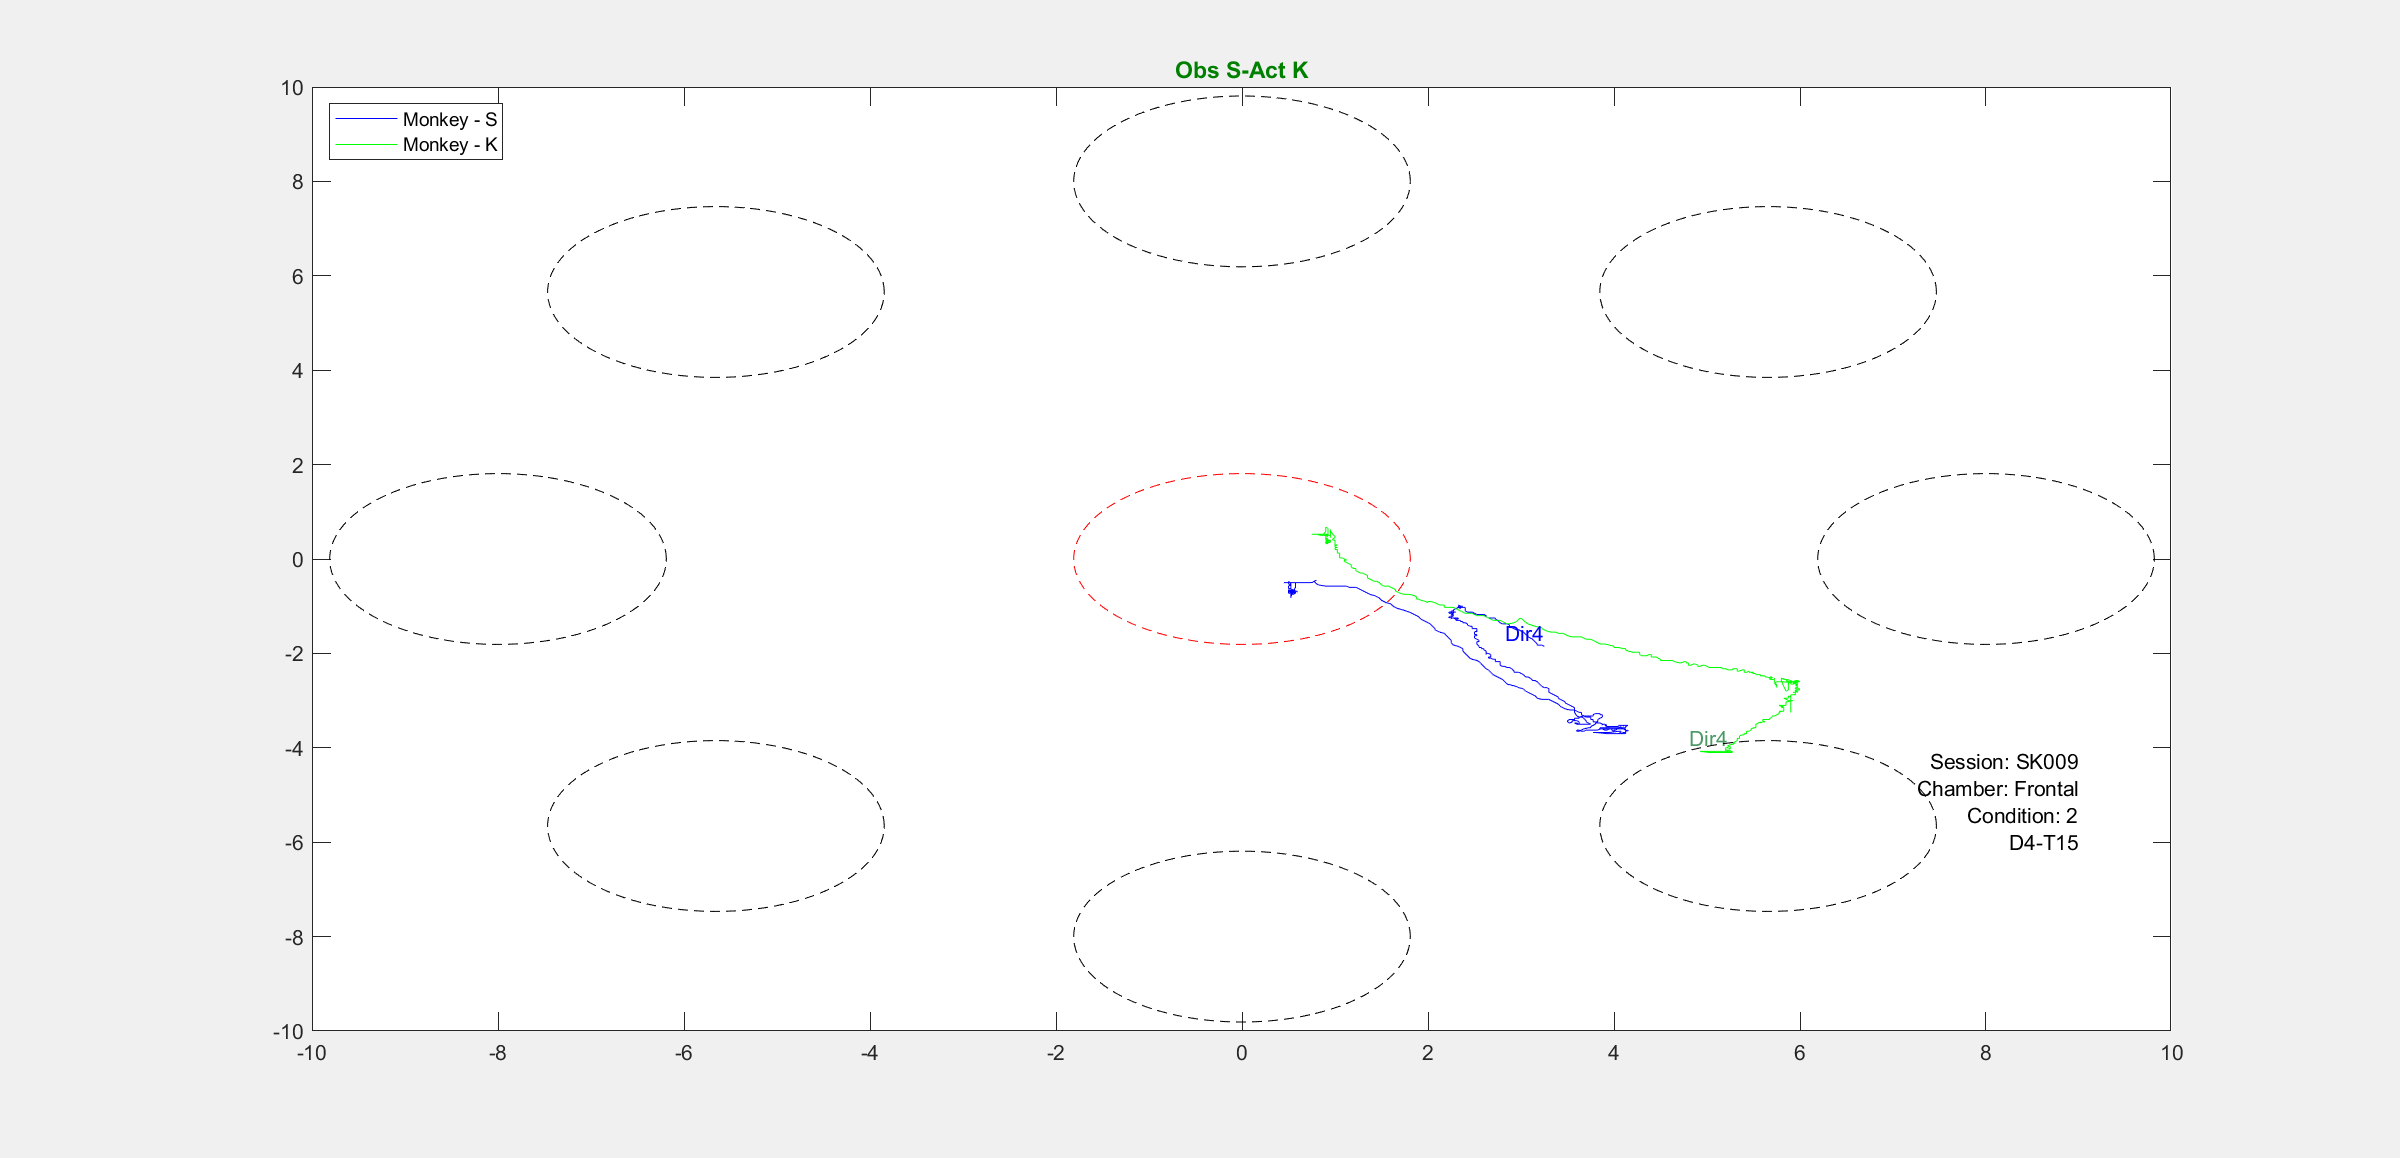 Obs S-Act K
Monkey - S
Monkey - K
10
8
6
4
2
0
-2
-4
-6
-8
-10
Dir4
Dir4
Session: SK009
Chamber: Frontal
Condition: 2
D4-T15
-10 -8 -6 -4 -2 0 2 4 6 8 10